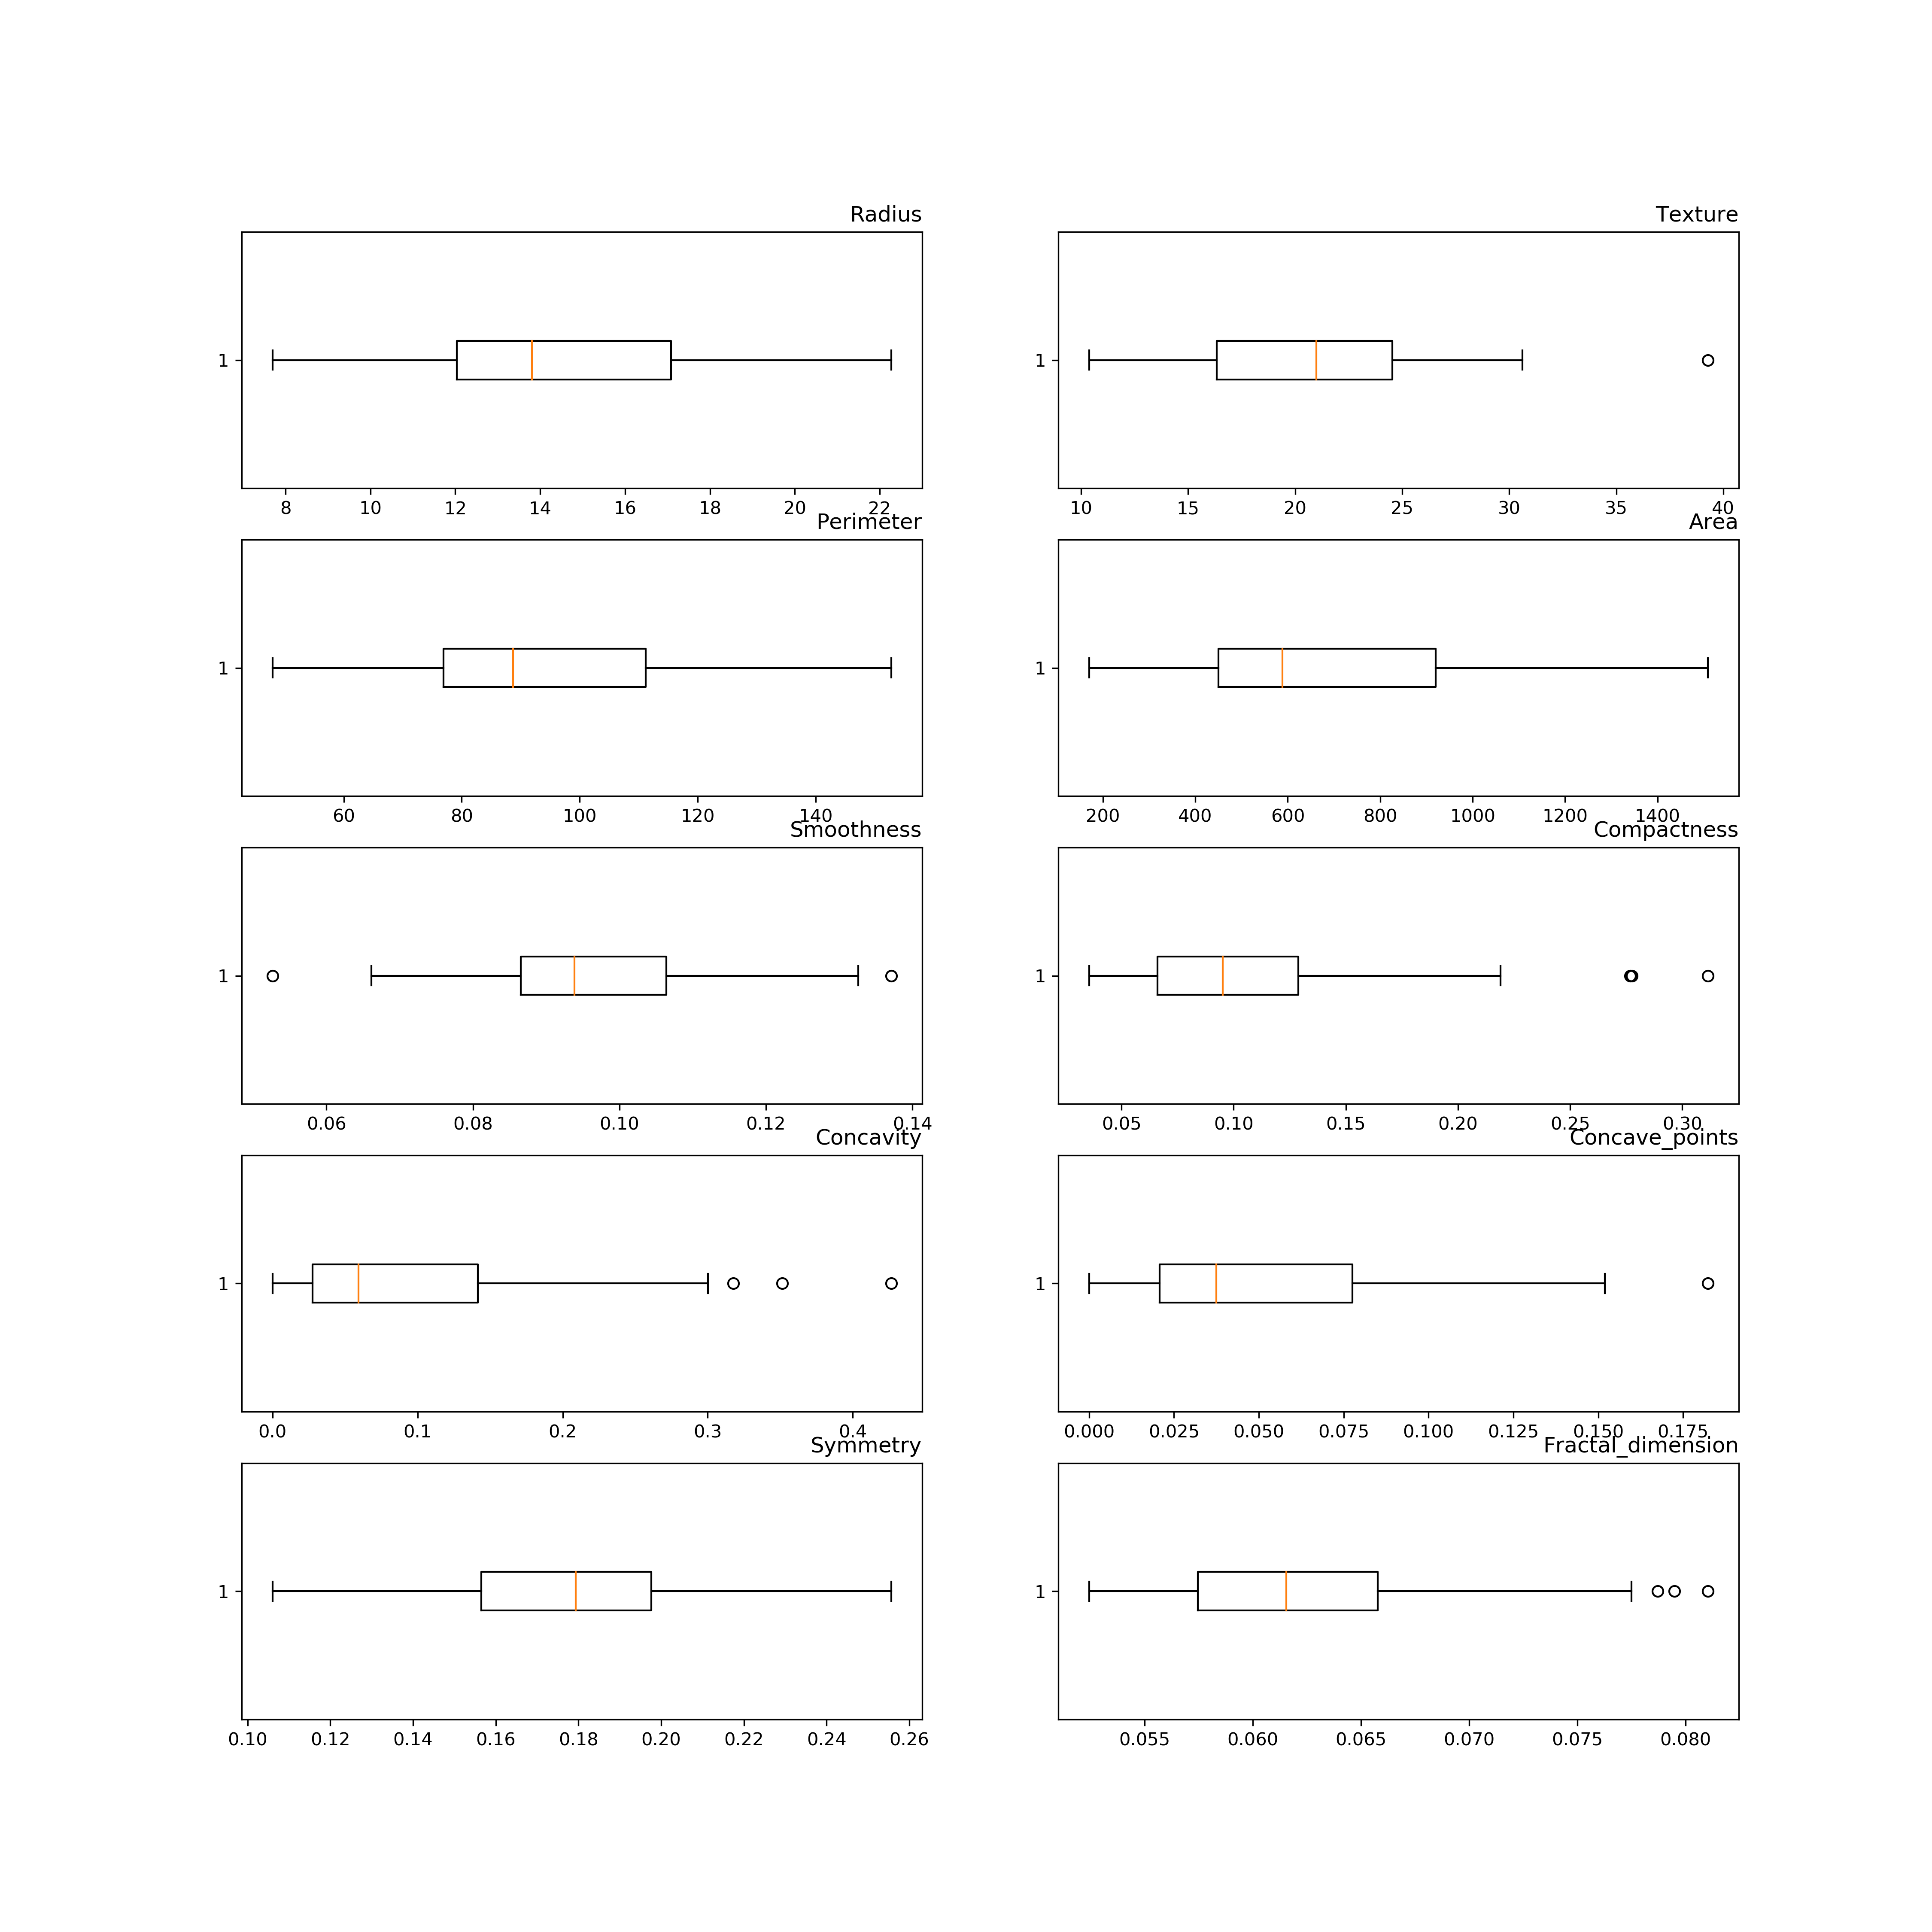 Radius
1
8 10 12 14 16 18 20 22
Texture
1
10 15 20 25 30 35 40
Perimeter
1
60 80 100 120 140
Area
1
200 400 600 800 1000 1200 1400
Smoothness
1
0.06 0.08 0.10 0.12 0.14
Compactness
1
0.05 0.10 0.15 0.20 0.25 0.30
Concavity
1
0.0 0.1 0.2 0.3 0.4
Concave_points
1
0.000 0.025 0.050 0.075 0.100 0.125 0.150 0.175
Symmetry
1
0.10 0.12 0.14 0.16 0.18 0.20 0.22 0.24 0.26
Fractal_dimension
1
0.055 0.060 0.065 0.070 0.075 0.080